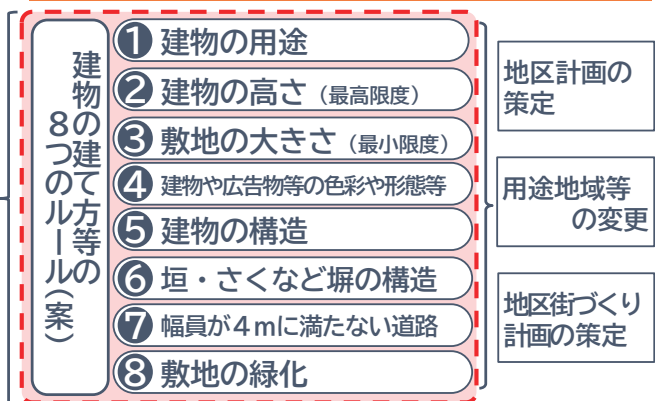 建物の建て方等の
8つのルール(案)
❶ 建物の用途
❷ 建物の高さ（最高限度）
❸ 敷地の大きさ（最小限度）
❹ 建物や広告物等の色彩や形態等
❺ 建物の構造
❻ 垣・さくなど塀の構造
❼ 幅員が4mに満たない道路
❽ 敷地の緑化
地区計画の
策定
用途地域等
の変更
地区街づくり
計画の策定